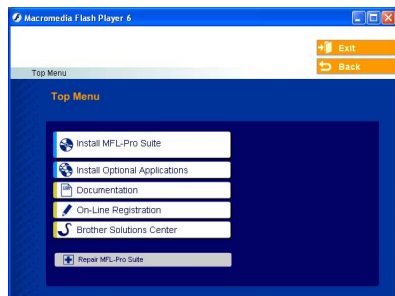 Macromedia Flash Player 6
Exit
Back
Top Menu
Top Menu
Install MFL-Pro Suite
Install Optional Applications
Documentation
On-Line Registration
Brother Solutions Center
Repair MFL-Pro Suite